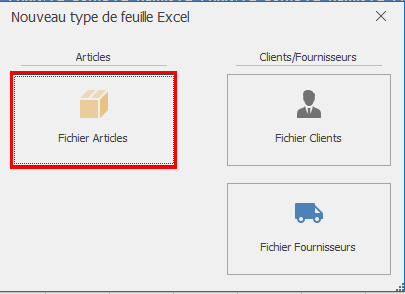 Nouveau type de feuille Excel
Articles
Clients/Fournisseurs
Fichier Articles
Fichier Clients
Fichier Fournisseurs